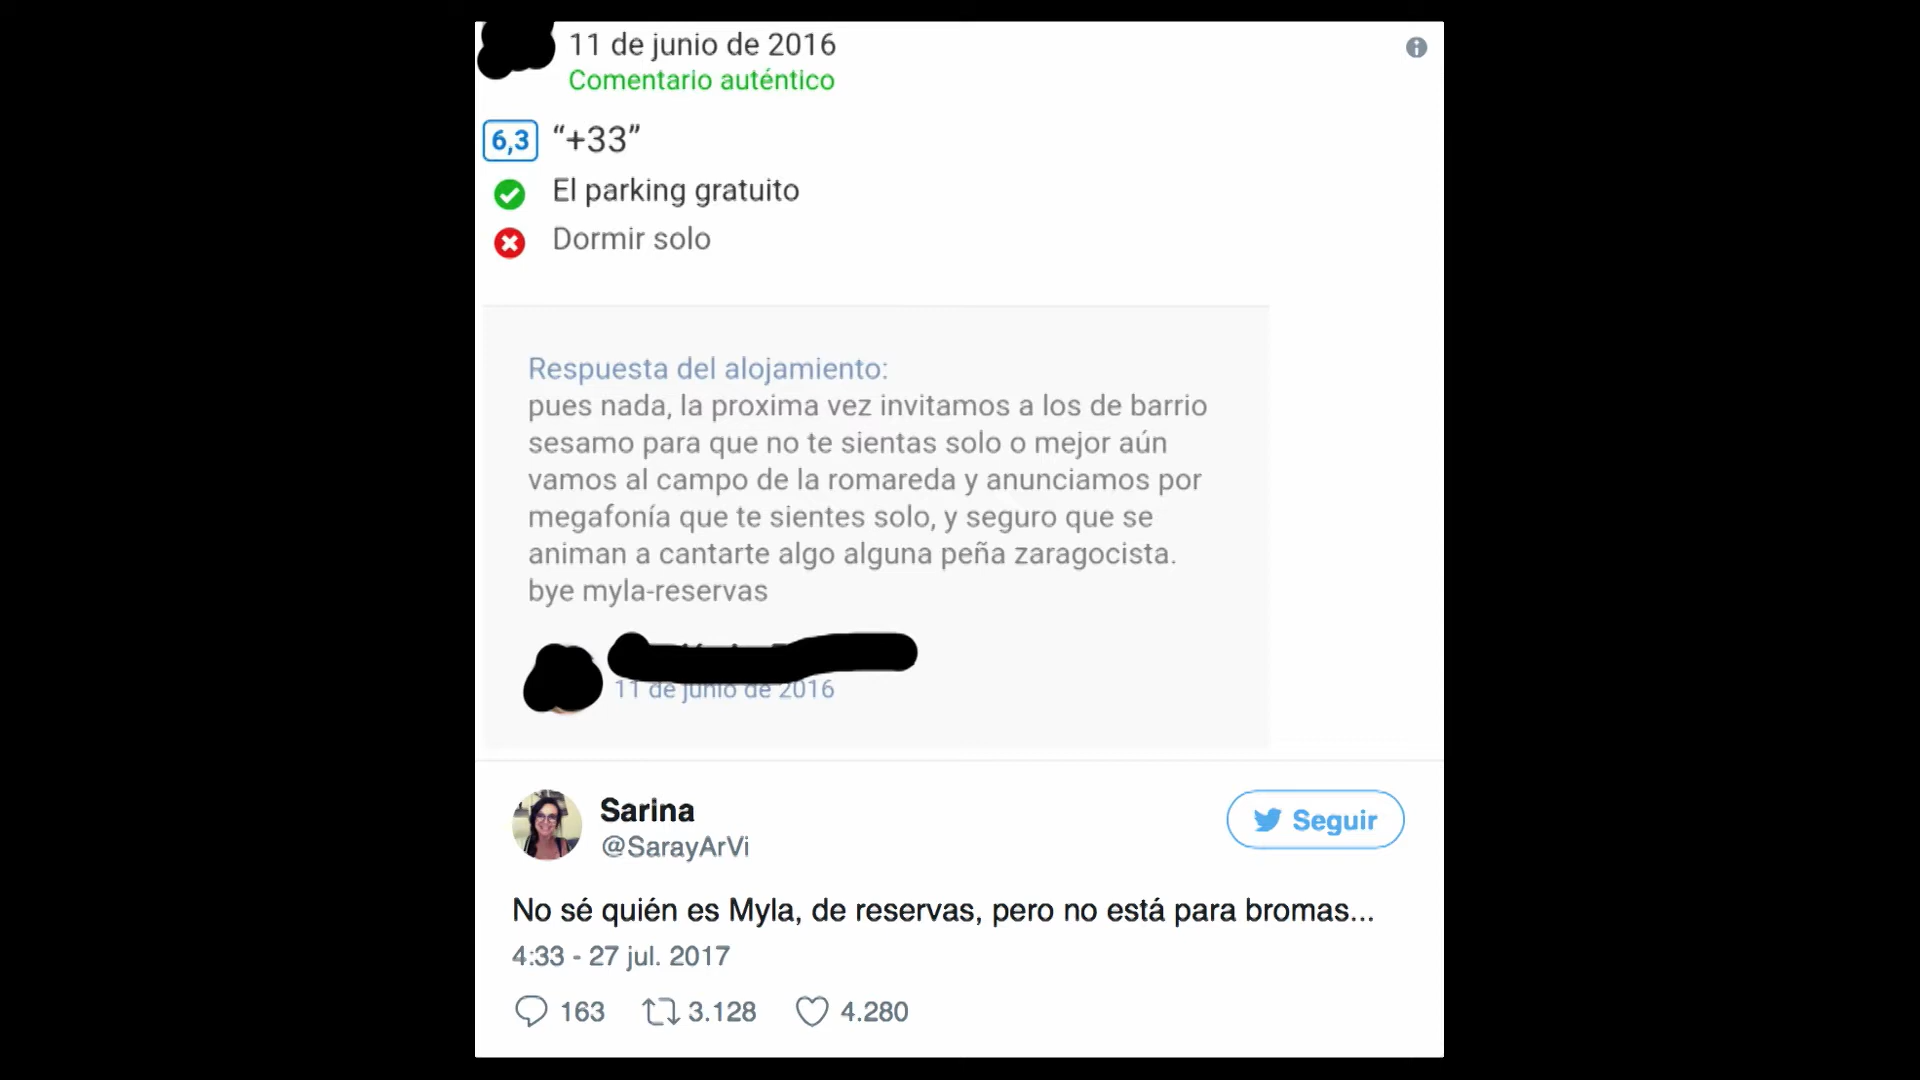 11 de junio de 2016
Comentario auténtico
6,3 “+33”
El parking gratuito
Dormir solo
Respuesta del alojamiento:
pues nada, la proxima vez invitamos a los de barrio
sesamo para que no te sientas solo o mejor aún
vamos al campo de la romareda y anunciamos por
megafonía que te sientes solo, y seguro que se
animan a cantarte algo alguna peña zaragocista.
bye myla-reservas
11 de junio de 2016
Sarina
@SarayArVi
Seguir
No sé quién es Myla, de reservas, pero no está para bromas...
4:33 - 27 jul. 2017
163 3.128 4.280